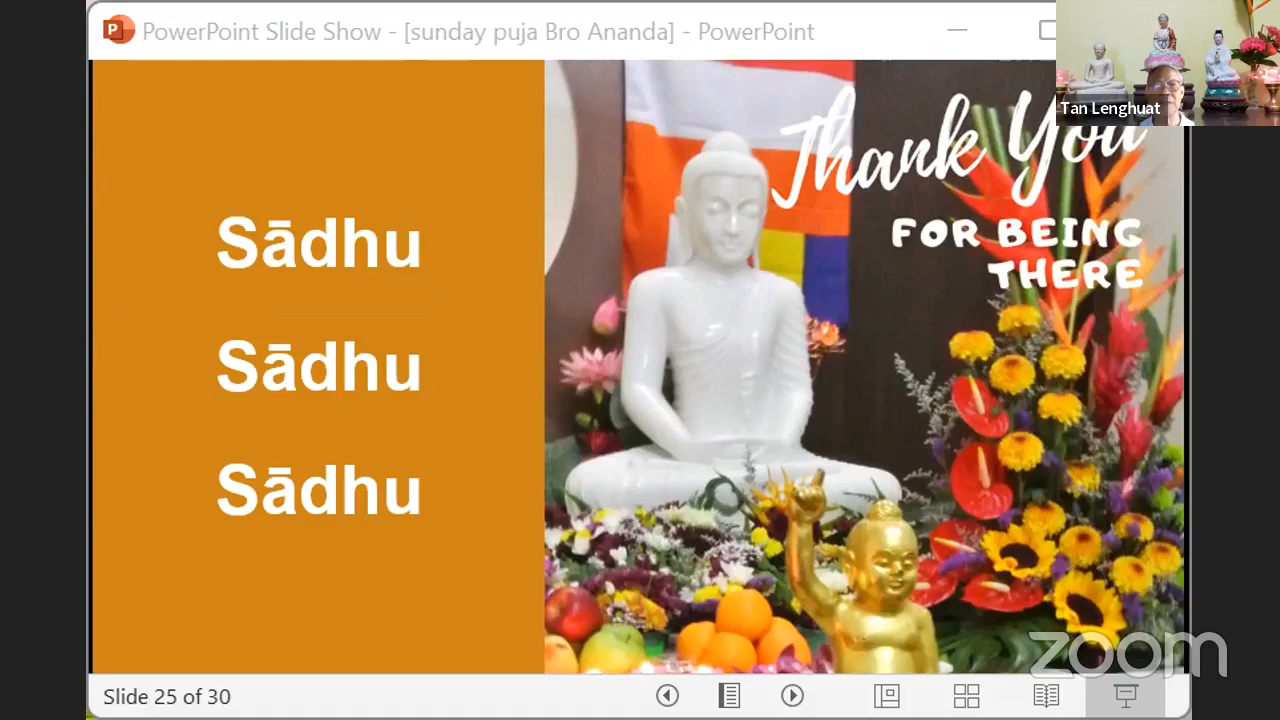 PowerPoint Slide Show - [sunday puja Bro Ananda] - PowerPoint
Tan Lenghuat
Thank You
FOR BEING
THERE
Sādhu
Sādhu
Sādhu
zoom
Slide 25 of 30